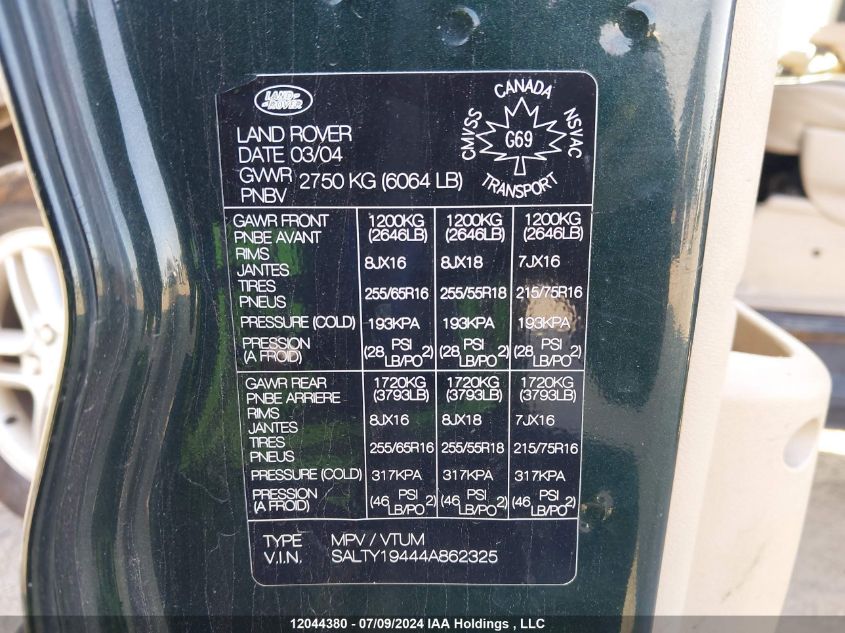 LAND-
-ROVER
LAND ROVER
DATE 03/04
GVWR
PNBV
2750 KG (6064 LB)
CANADA
CMVSS
NSVAC
G69
TRANSPORT
GAWR FRONT
PNBE AVANT
1200KG (2646LB) 1200KG (2646LB) 1200KG (2646LB)
RIMS
JANTES
8JX16 8JX18 7JX16
TIRES
PNEUS
255/65R16 255/55R18 215/75R16
PRESSURE (COLD) 193KPA 193KPA 193KPA
PRESSION
(A FROID)
(28 PSI LB/PO2) (28 PSI LB/PO2) (28 PSI LB/PO2)
GAWR REAR
PNBE ARRIERE
1720KG (3793LB) 1720KG (3793LB) 1720KG (3793LB)
RIMS
JANTES
8JX16 8JX18 7JX16
TIRES
PNEUS
255/65R16 255/55R18 215/75R16
PRESSURE (COLD) 317KPA 317KPA 317KPA
PRESSION
(A FROID)
(46 PSI LB/PO2) (46 PSI LB/PO2) (46 PSI LB/PO2)
TYPE MPV / VTUM
V.I.N. SALTY19444A862325
12044380 - 07/09/2024 IAA Holdings , LLC